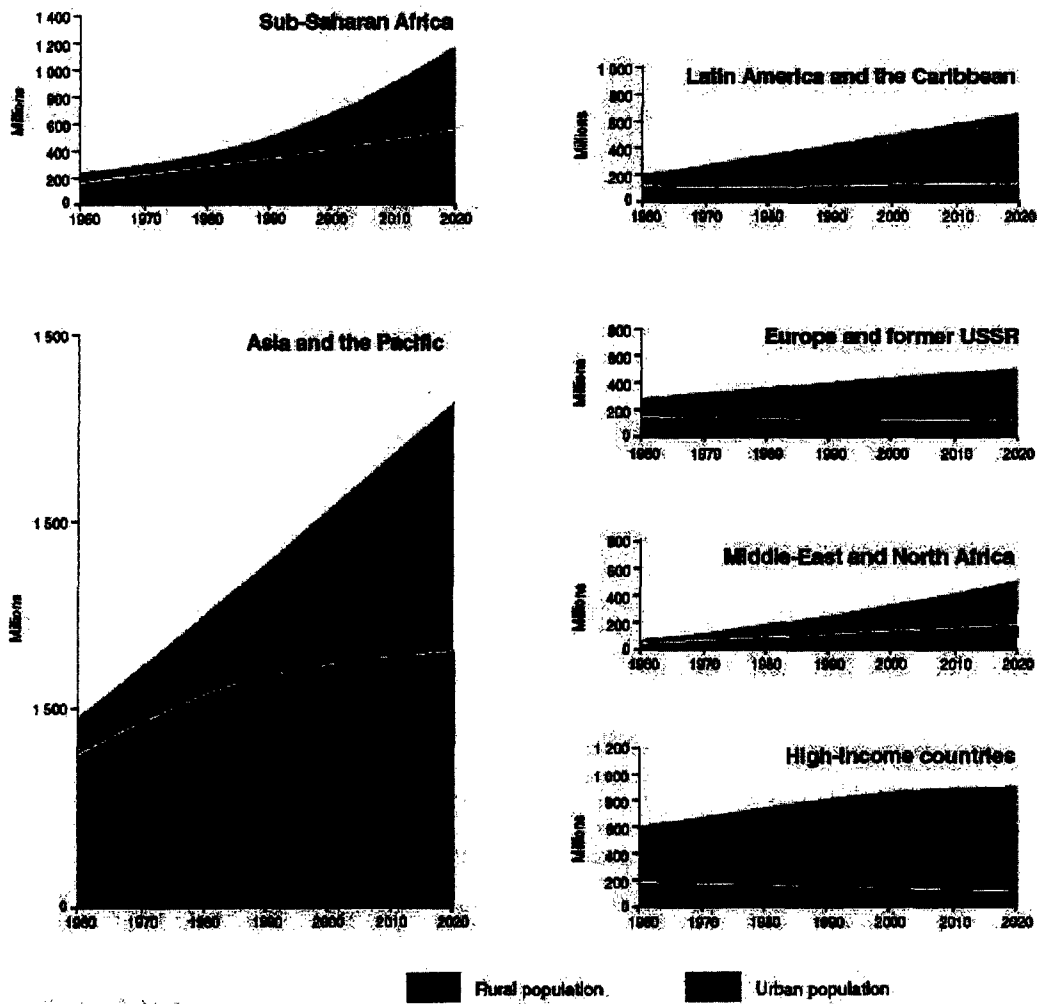 Sub-Saharan Africa
Millions
1 400
1 200
1 000
800
600
400
200
0
1960 1970 1980 1990 2000 2010 2020
Latin America and the Caribbean
Millions
1 000
800
600
400
200
0
1960 1970 1980 1990 2000 2010 2020
Asia and the Pacific
Millions
1 500
1 500
1 500
0
1960 1970 1980 1990 2000 2010 2020
Europe and former USSR
Millions
800
600
400
200
0
1960 1970 1980 1990 2000 2010 2020
Middle-East and North Africa
Millions
800
600
400
200
0
1960 1970 1980 1990 2000 2010 2020
High-income countries
Millions
1 200
1 000
800
600
400
200
0
1960 1970 1980 1990 2000 2010 2020
Rural population
Urban population